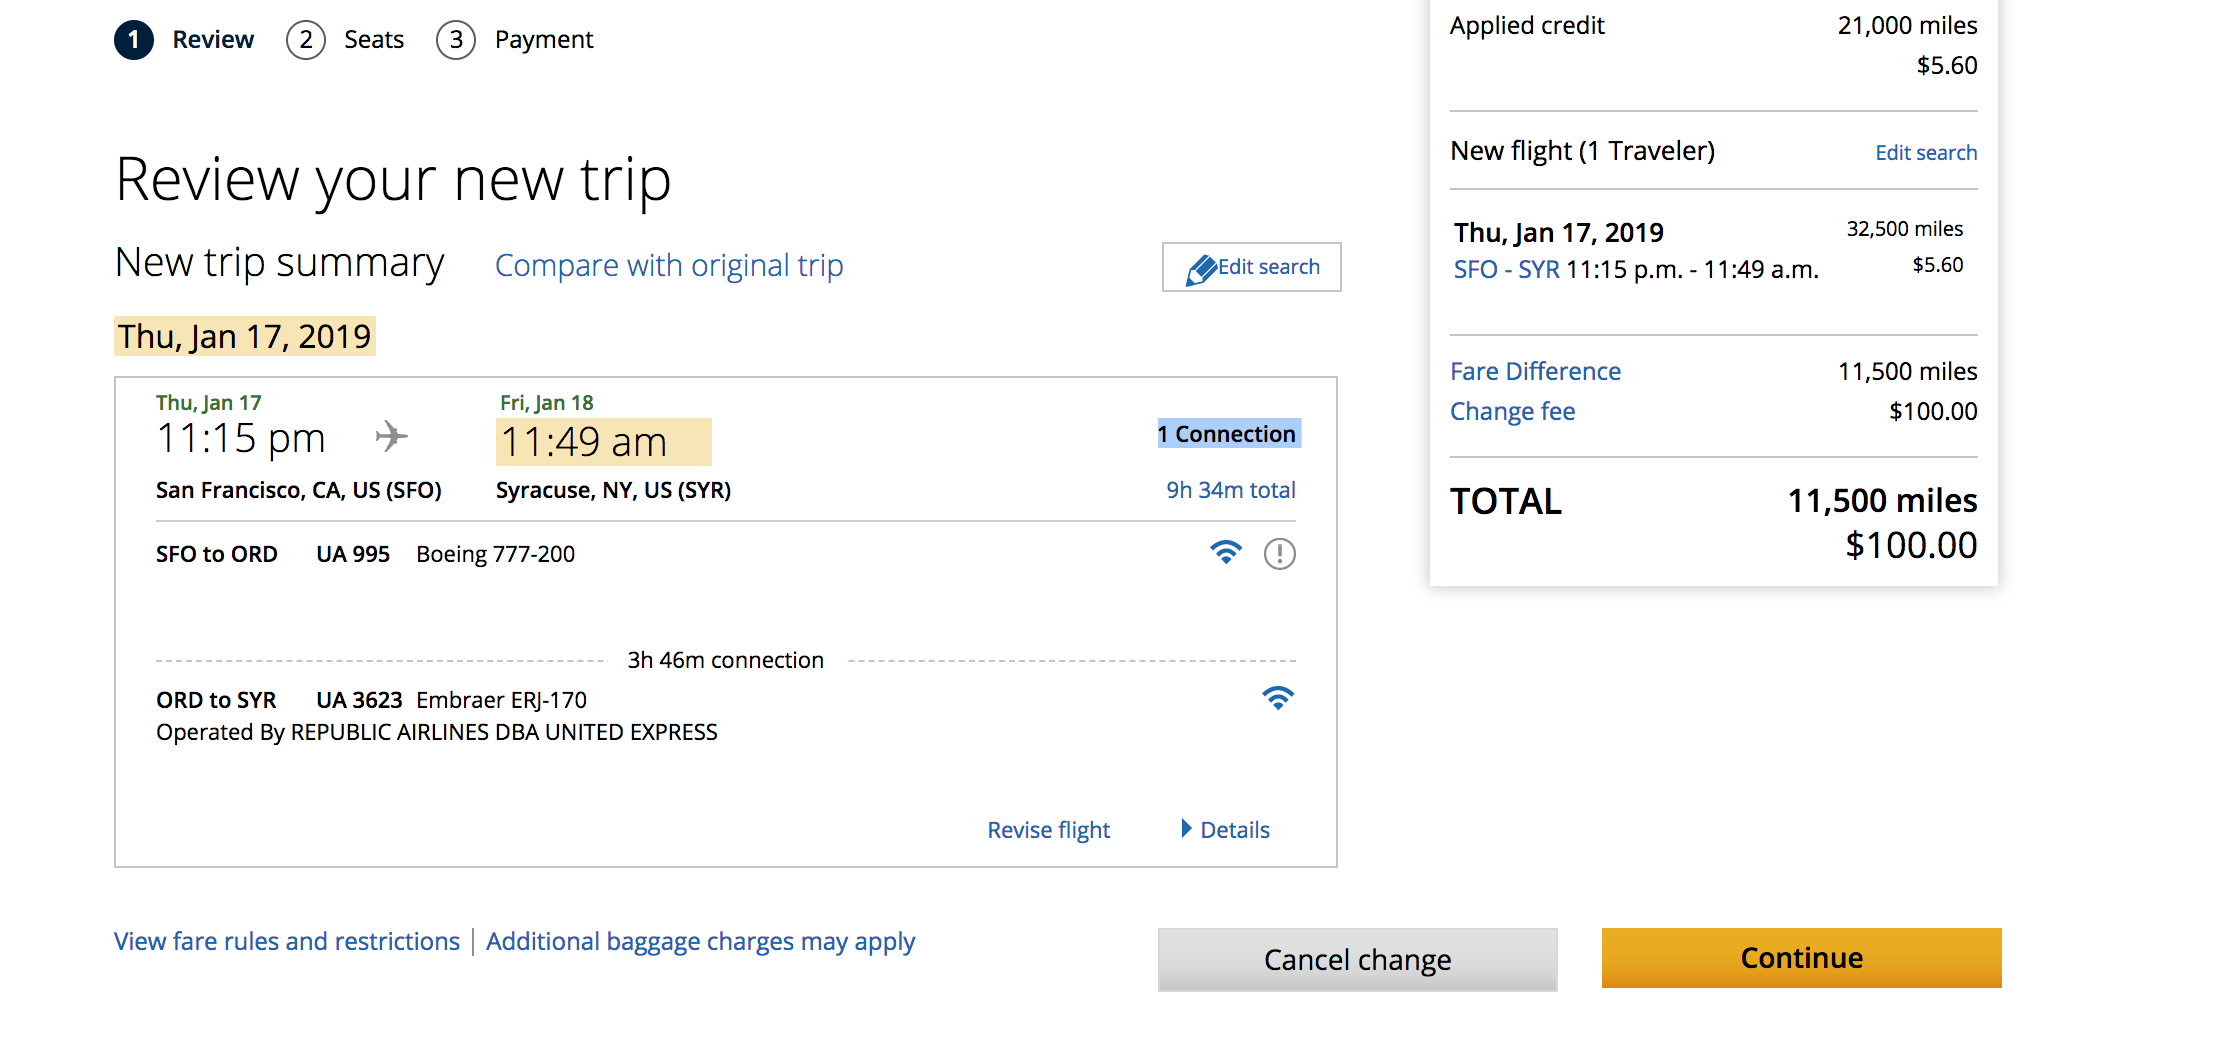 1 Review 2 Seats 3 Payment
Review your new trip
New trip summary Compare with original trip Edit search
Thu, Jan 17, 2019
Thu, Jan 17 Fri, Jan 18
11:15 pm 11:49 am 1 Connection
San Francisco, CA, US (SFO) Syracuse, NY, US (SYR) 9h 34m total
SFO to ORD UA 995 Boeing 777-200
3h 46m connection
ORD to SYR UA 3623 Embraer ERJ-170
Operated By REPUBLIC AIRLINES DBA UNITED EXPRESS
Revise flight Details
View fare rules and restrictions | Additional baggage charges may apply
Applied credit 21,000 miles
$5.60
New flight (1 Traveler) Edit search
Thu, Jan 17, 2019 32,500 miles
SFO - SYR 11:15 p.m. - 11:49 a.m. $5.60
Fare Difference 11,500 miles
Change fee $100.00
TOTAL 11,500 miles
$100.00
Cancel change Continue